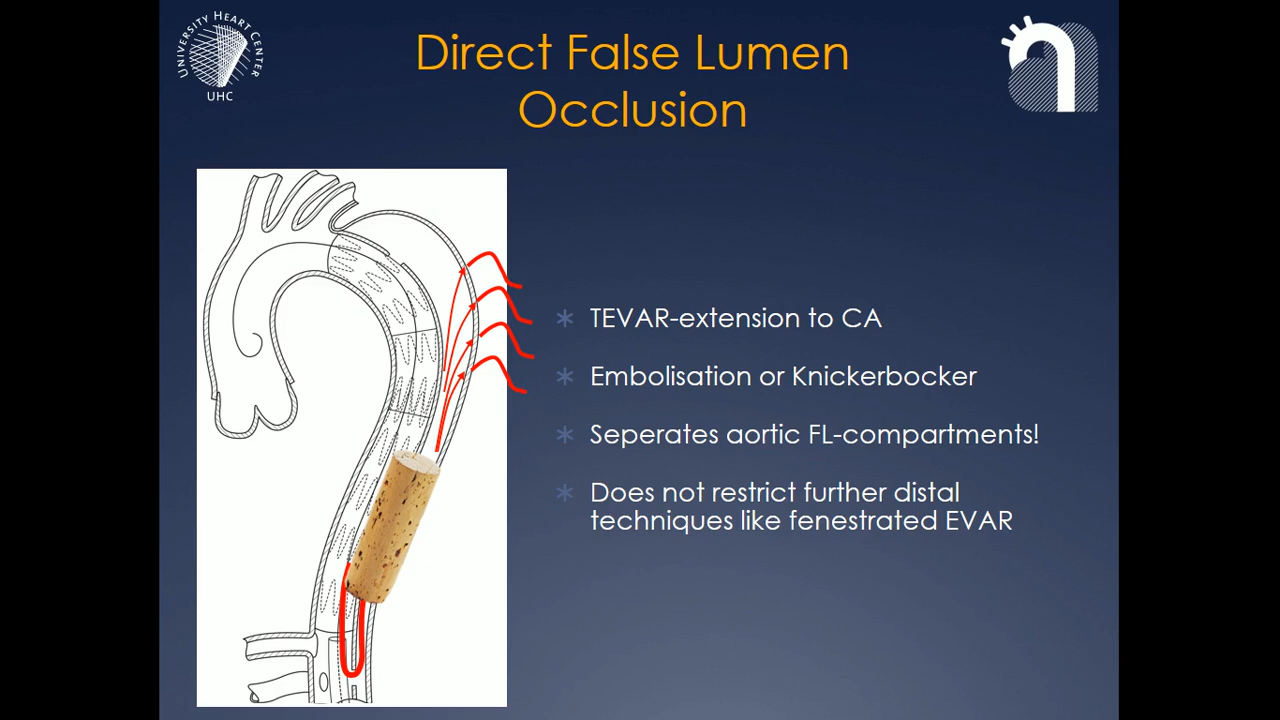 UNIVERSITY HEART CENTER
UHC
Direct False Lumen
Occlusion
TEVAR-extension to CA
Embolisation or Knickerbocker
Seperates aortic FL-compartments!
Does not restrict further distal
techniques like fenestrated EVAR